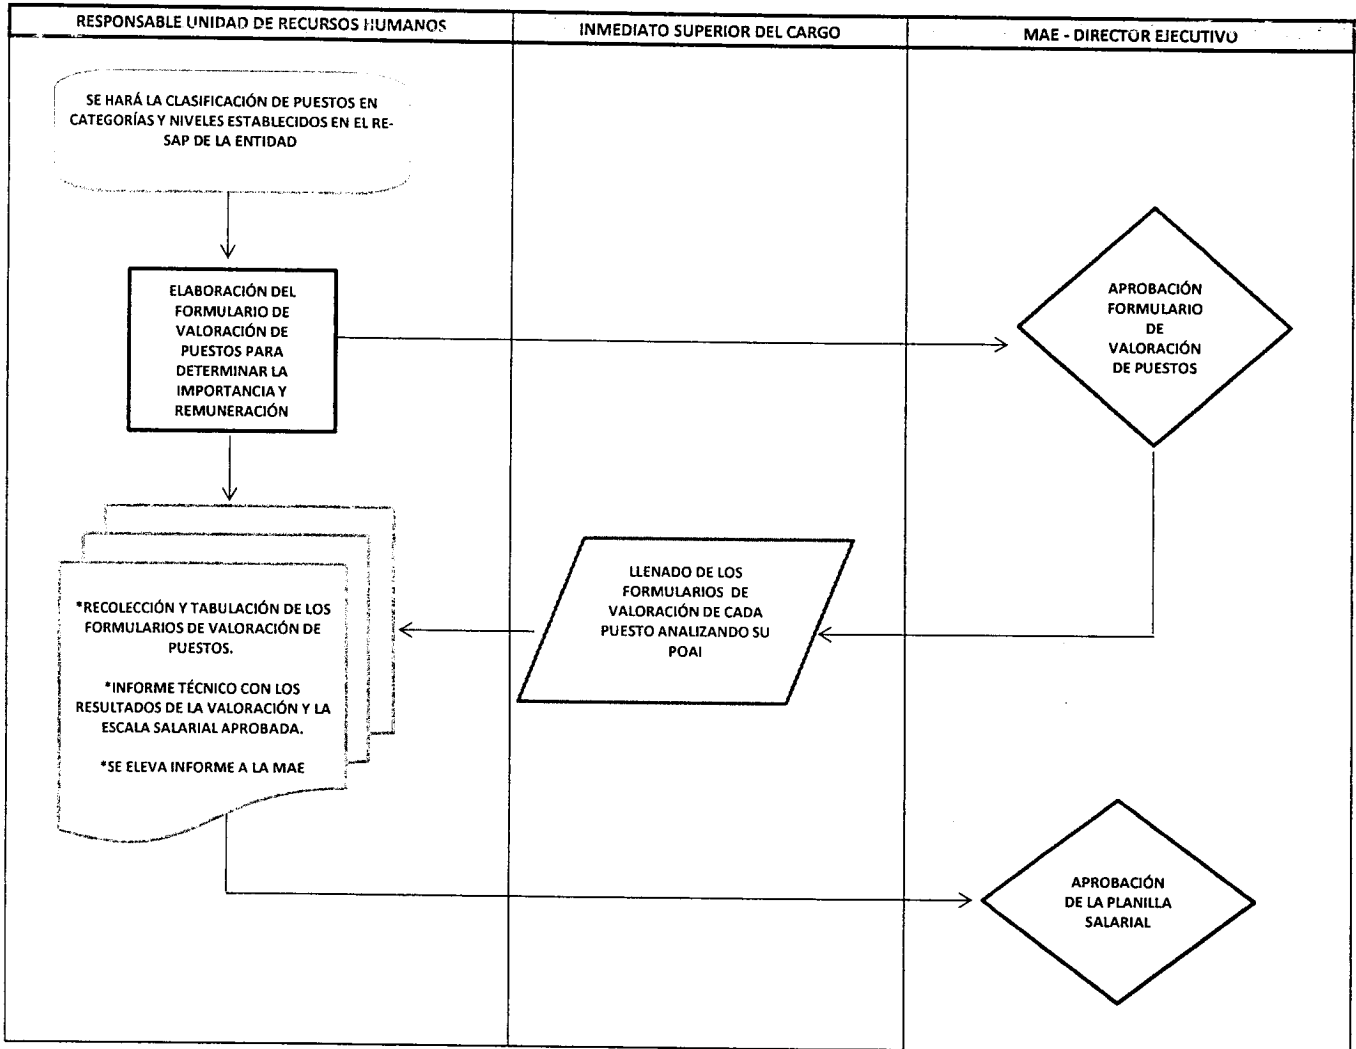 RESPONSABLE UNIDAD DE RECURSOS HUMANOS
INMEDIATO SUPERIOR DEL CARGO
MAE - DIRECTOR EJECUTIVO
SE HARÁ LA CLASIFICACIÓN DE PUESTOS EN
CATEGORÍAS Y NIVELES ESTABLECIDOS EN EL RE-
SAP DE LA ENTIDAD
ELABORACIÓN DEL
FORMULARIO DE
VALORACIÓN DE
PUESTOS PARA
DETERMINAR LA
IMPORTANCIA Y
REMUNERACIÓN
APROBACIÓN
FORMULARIO
DE
VALORACIÓN
DE PUESTOS
LLENADO DE LOS
FORMULARIOS DE
VALORACIÓN DE CADA
PUESTO ANALIZANDO SU
POAI
*RECOLECCIÓN Y TABULACIÓN DE LOS
FORMULARIOS DE VALORACIÓN DE
PUESTOS.
*INFORME TÉCNICO CON LOS
RESULTADOS DE LA VALORACIÓN Y LA
ESCALA SALARIAL APROBADA.
*SE ELEVA INFORME A LA MAE
APROBACIÓN
DE LA PLANILLA
SALARIAL